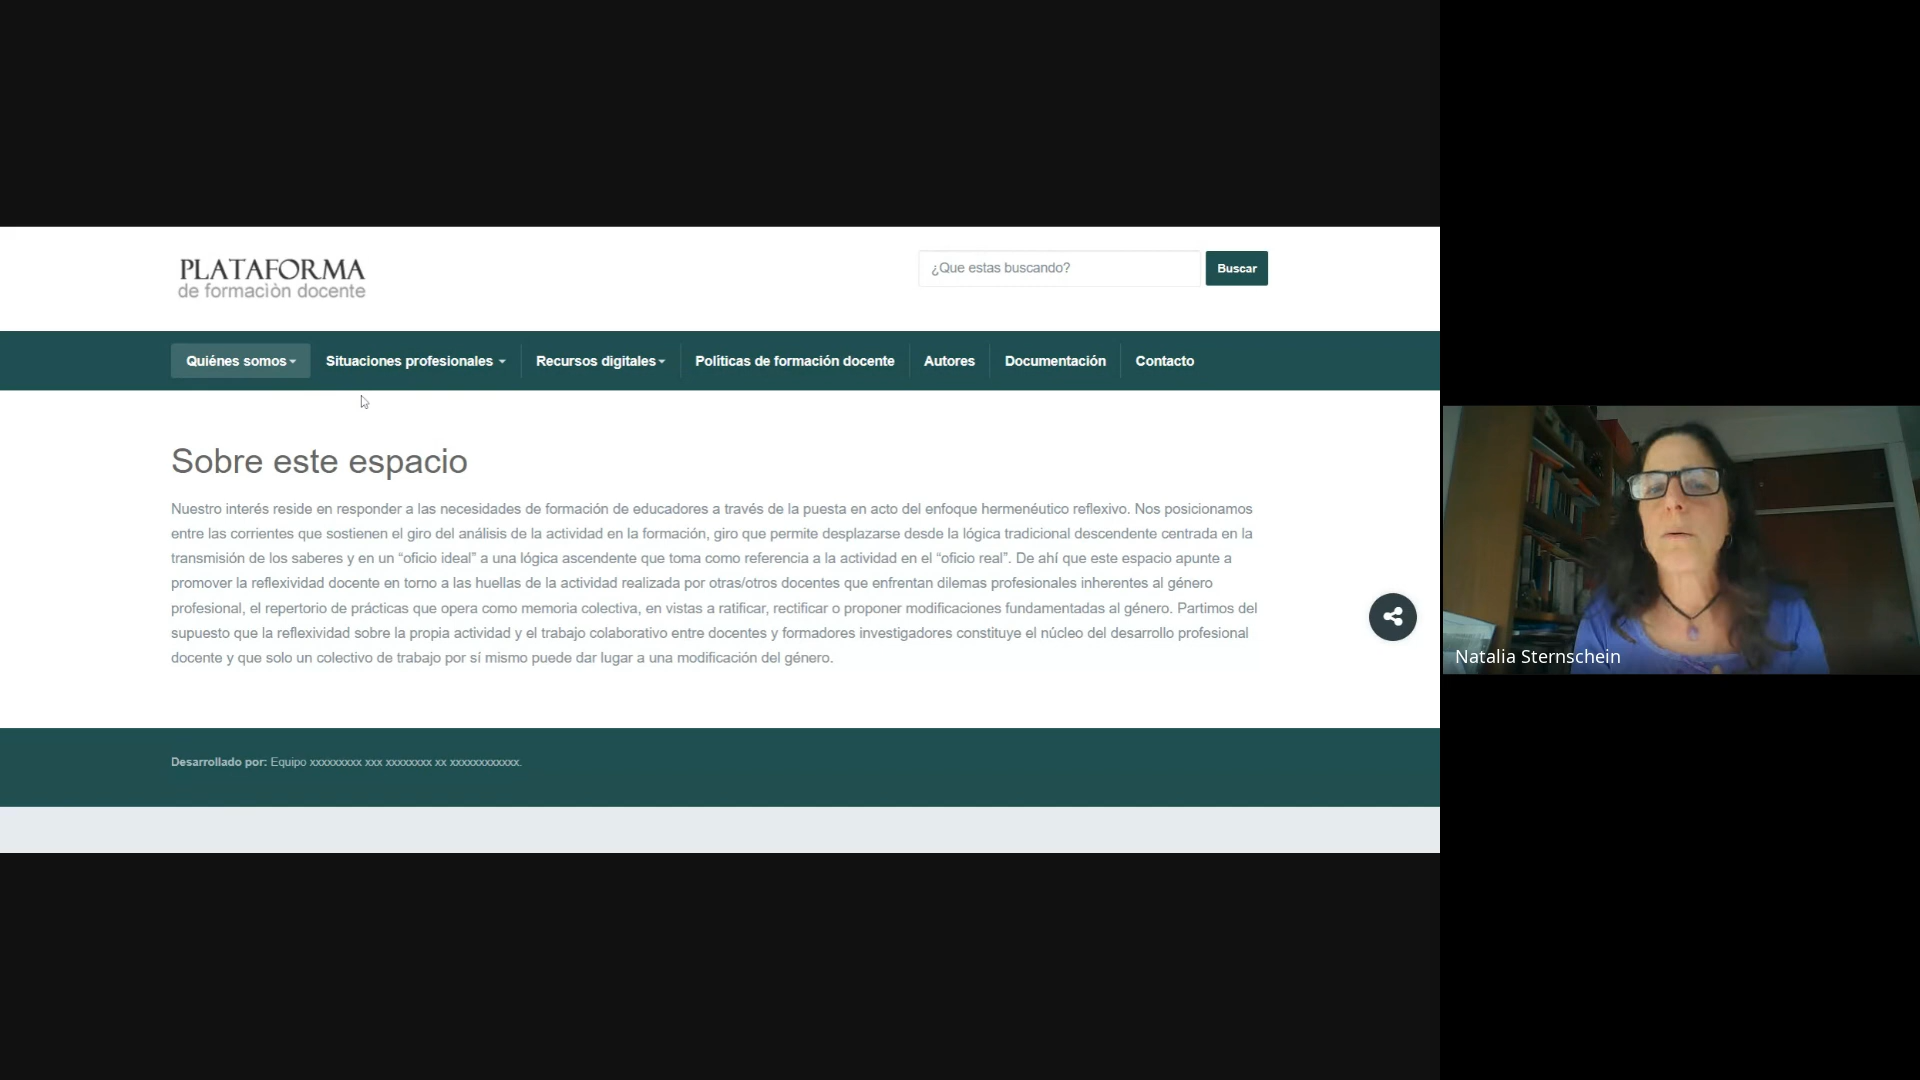 PLATAFORMA
de formaciòn docente
¿Que estas buscando?
Buscar
Quiénes somos
Situaciones profesionales
Recursos digitales
Políticas de formación docente
Autores
Documentación
Contacto
Sobre este espacio
Nuestro interés reside en responder a las necesidades de formación de educadores a través de la puesta en acto del enfoque hermenéutico reflexivo. Nos posicionamos
entre las corrientes que sostienen el giro del análisis de la actividad en la formación, giro que permite desplazarse desde la lógica tradicional descendente centrada en la
transmisión de los saberes y en un “oficio ideal” a una lógica ascendente que toma como referencia a la actividad en el “oficio real”. De ahí que este espacio apunte a
promover la reflexividad docente en torno a las huellas de la actividad realizada por otras/otros docentes que enfrentan dilemas profesionales inherentes al género
profesional, el repertorio de prácticas que opera como memoria colectiva, en vistas a ratificar, rectificar o proponer modificaciones fundamentadas al género. Partimos del
supuesto que la reflexividad sobre la propia actividad y el trabajo colaborativo entre docentes y formadores investigadores constituye el núcleo del desarrollo profesional
docente y que solo un colectivo de trabajo por sí mismo puede dar lugar a una modificación del género.
Desarrollado por: Equipo xxxxxxxxx xxx xxxxxxxx xx xxxxxxxxxxxx.
Natalia Sternschein